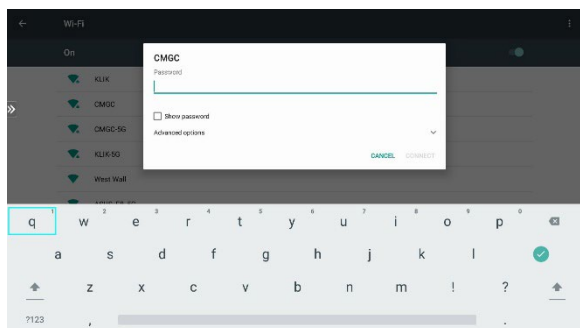 Wi-Fi
On
KLIK
CMGC
CMGC-5G
KLIK-5G
West Wall
CMGC
Password
Show password
Advanced options
CANCEL CONNECT
q 1 w 2 e 3 r 4 t 5 y 6 u 7 i 8 o 9 p 0
a s d f g h j k l
z x c v b n m ! ?
?123 , .